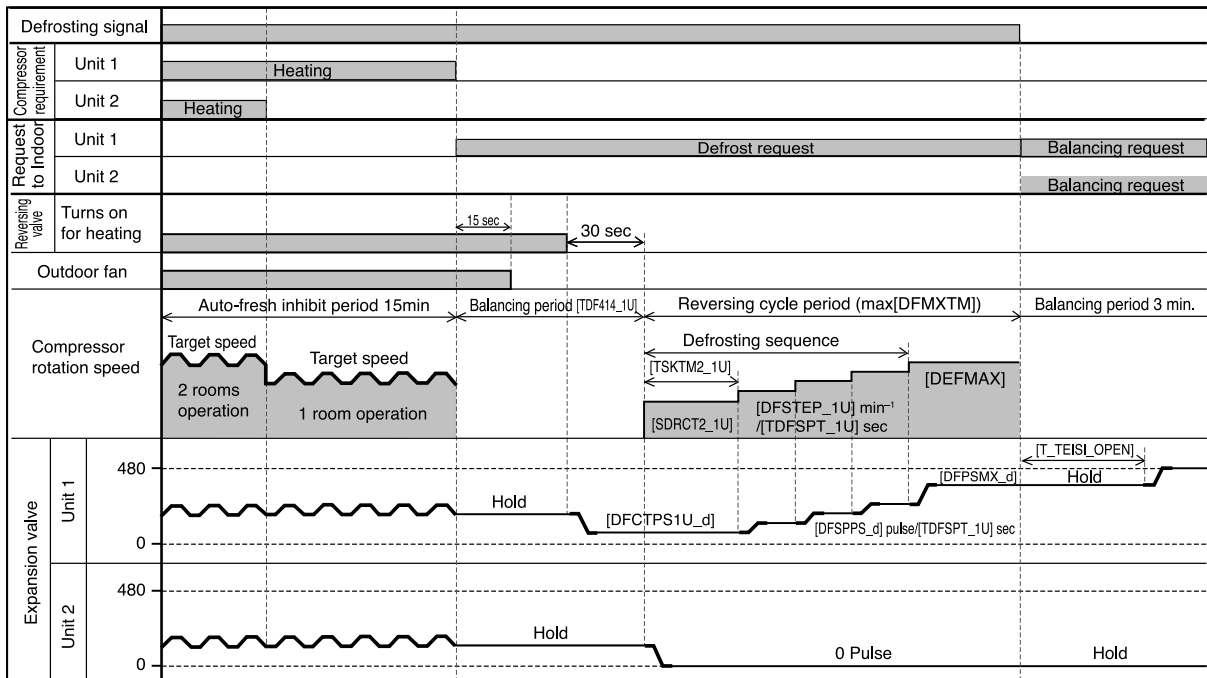 Defrosting signal
Compressor
requirement
Unit 1
Heating
Unit 2
Heating
Request
to Indoor
Unit 1
Defrost request
Balancing request
Unit 2
Balancing request
Reversing
valve
Turns on
for heating
15 sec
30 sec
Outdoor fan
Compressor
rotation speed
Auto-fresh inhibit period 15min
Balancing period [TDF414_1U]
Reversing cycle period (max[DFMXTM])
Balancing period 3 min.
Target speed
2 rooms
operation
Target speed
1 room operation
Defrosting sequence
[TSKTM2_1U]
[SDRCT2_1U]
[DFSTEP_1U] min⁻¹
/[TDFSPT_1U] sec
[DEFMAX]
Expansion valve
Unit 1
480
0
Hold
[DFCTPS1U_d]
[DFSPPS_d] pulse/[TDFSPT_1U] sec
[DFPSMX_d]
[T_TEISI_OPEN]
Hold
Unit 2
480
0
Hold
0 Pulse
Hold